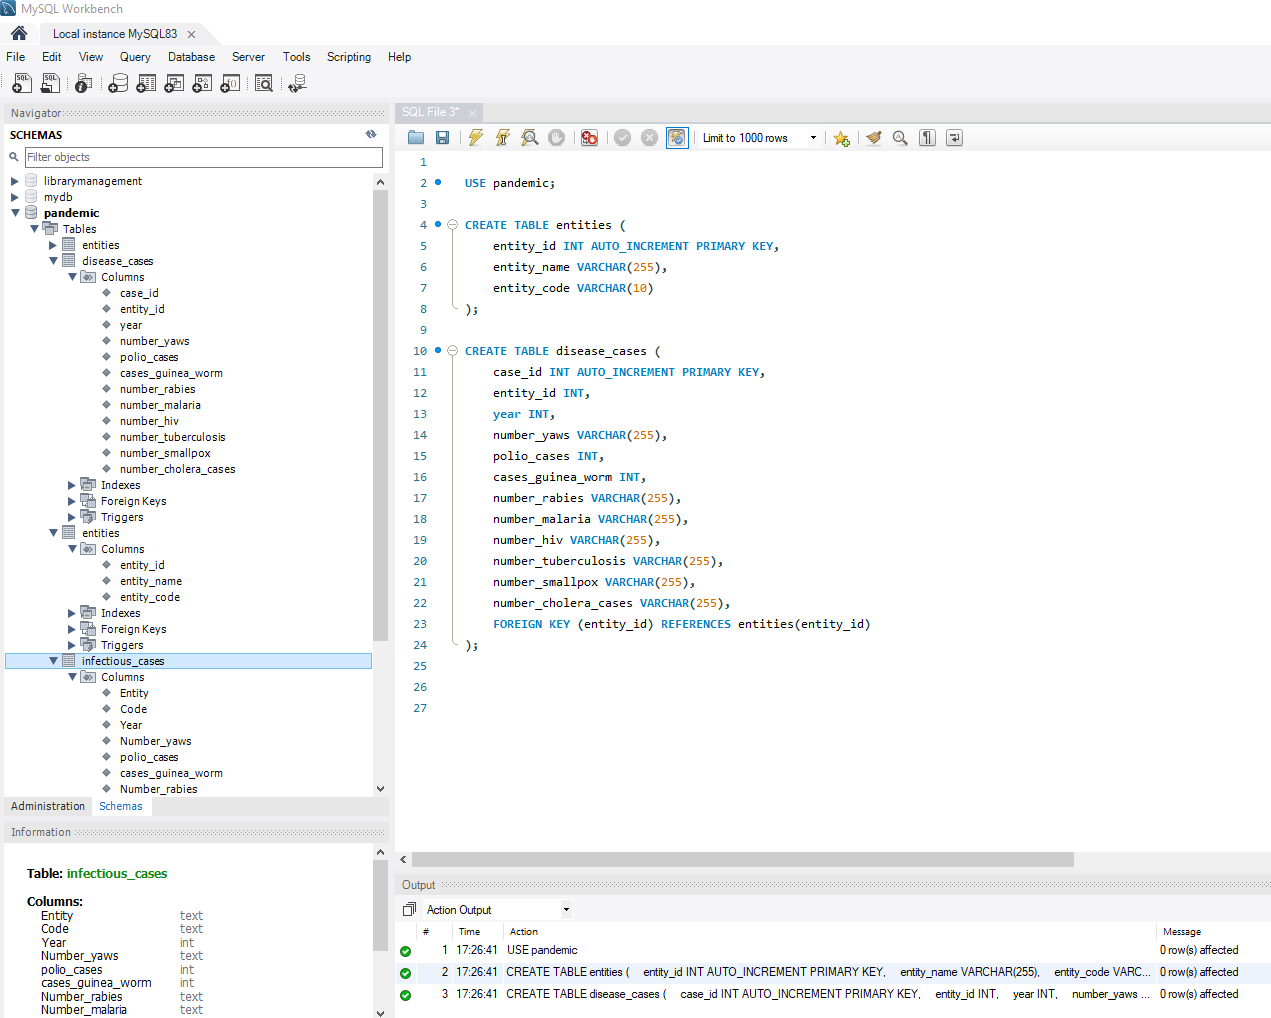 MySQL Workbench
Local instance MySQL83
File Edit View Query Database Server Tools Scripting Help
Navigator
SCHEMAS
Filter objects
librarymanagement
mydb
pandemic
Tables
entities
disease_cases
Columns
case_id
entity_id
year
number_yaws
polio_cases
cases_guinea_worm
number_rabies
number_malaria
number_hiv
number_tuberculosis
number_smallpox
number_cholera_cases
Indexes
Foreign Keys
Triggers
entities
Columns
entity_id
entity_name
entity_code
Indexes
Foreign Keys
Triggers
infectious_cases
Columns
Entity
Code
Year
Number_yaws
polio_cases
cases_guinea_worm
Number_rabies
Administration Schemas
Information
Table: infectious_cases
Columns:
Entity text
Code text
Year int
Number_yaws text
polio_cases int
cases_guinea_worm int
Number_rabies text
Number_malaria text
SQL File 3*
Limit to 1000 rows
1
2 USE pandemic;
3
4 CREATE TABLE entities (
5 entity_id INT AUTO_INCREMENT PRIMARY KEY,
6 entity_name VARCHAR(255),
7 entity_code VARCHAR(10)
8 );
9
10 CREATE TABLE disease_cases (
11 case_id INT AUTO_INCREMENT PRIMARY KEY,
12 entity_id INT,
13 year INT,
14 number_yaws VARCHAR(255),
15 polio_cases INT,
16 cases_guinea_worm INT,
17 number_rabies VARCHAR(255),
18 number_malaria VARCHAR(255),
19 number_hiv VARCHAR(255),
20 number_tuberculosis VARCHAR(255),
21 number_smallpox VARCHAR(255),
22 number_cholera_cases VARCHAR(255),
23 FOREIGN KEY (entity_id) REFERENCES entities(entity_id)
24 );
25
26
27
Output
Action Output
# Time Action Message
1 17:26:41 USE pandemic 0 row(s) affected
2 17:26:41 CREATE TABLE entities ( entity_id INT AUTO_INCREMENT PRIMARY KEY, entity_name VARCHAR(255), entity_code VARC... 0 row(s) affected
3 17:26:41 CREATE TABLE disease_cases ( case_id INT AUTO_INCREMENT PRIMARY KEY, entity_id INT, year INT, number_yaws ... 0 row(s) affected